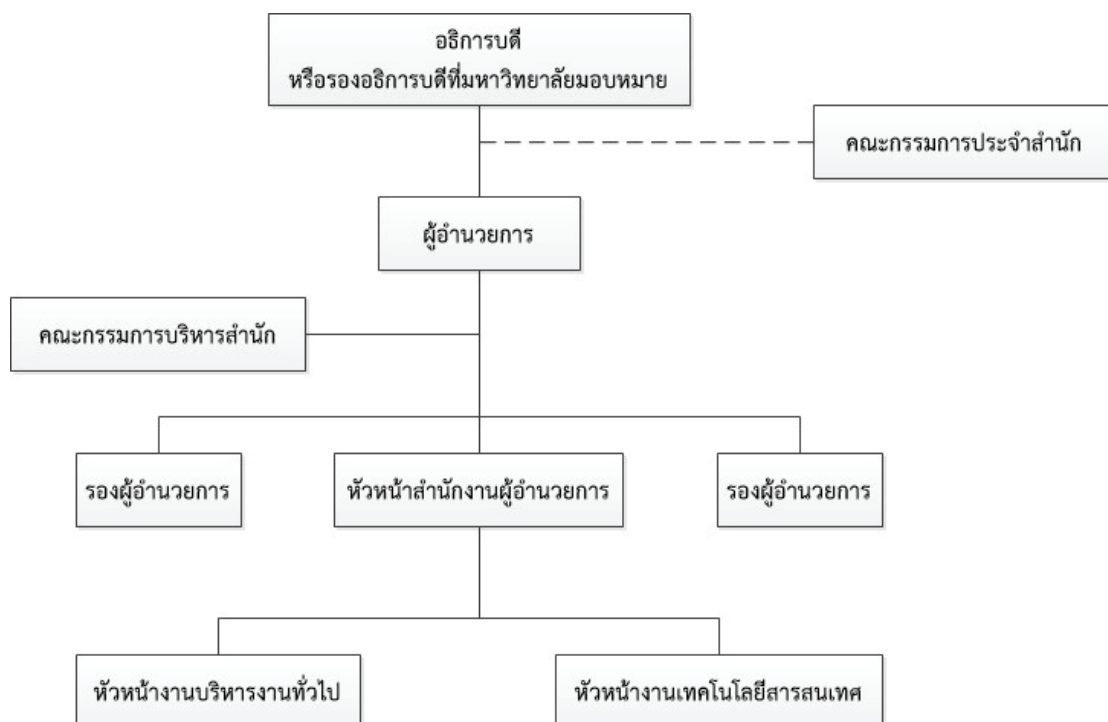 อธิการบดี
หรือรองอธิการบดีที่มหาวิทยาลัยมอบหมาย
คณะกรรมการประจำสำนัก
ผู้อำนวยการ
คณะกรรมการบริหารสำนัก
รองผู้อำนวยการ
หัวหน้าสำนักงานผู้อำนวยการ
รองผู้อำนวยการ
หัวหน้างานบริหารงานทั่วไป
หัวหน้างานเทคโนโลยีสารสนเทศ